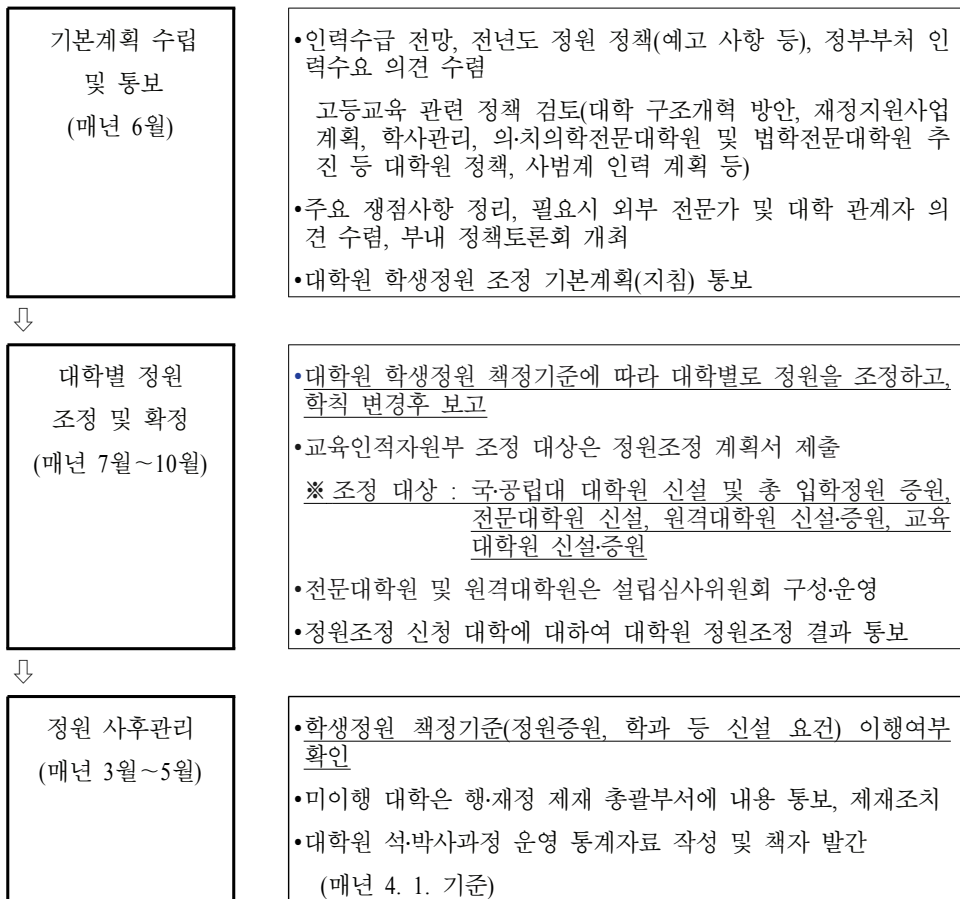 기본계획 수립
및 통보
(매년 6월)
•인력수급 전망, 전년도 정원 정책(예고 사항 등), 정부부처 인
력수요 의견 수렴
고등교육 관련 정책 검토(대학 구조개혁 방안, 재정지원사업
계획, 학사관리, 의·치의학전문대학원 및 법학전문대학원 추
진 등 대학원 정책, 사범계 인력 계획 등)
•주요 쟁점사항 정리, 필요시 외부 전문가 및 대학 관계자 의
견 수렴, 부내 정책토론회 개최
•대학원 학생정원 조정 기본계획(지침) 통보
⇩
대학별 정원
조정 및 확정
(매년 7월∼10월)
•대학원 학생정원 책정기준에 따라 대학별로 정원을 조정하고,
학칙 변경후 보고
•교육인적자원부 조정 대상은 정원조정 계획서 제출
※ 조정 대상 : 국·공립대 대학원 신설 및 총 입학정원 증원,
전문대학원 신설, 원격대학원 신설·증원, 교육
대학원 신설·증원
•전문대학원 및 원격대학원은 설립심사위원회 구성·운영
•정원조정 신청 대학에 대하여 대학원 정원조정 결과 통보
⇩
정원 사후관리
(매년 3월∼5월)
•학생정원 책정기준(정원증원, 학과 등 신설 요건) 이행여부
확인
•미이행 대학은 행·재정 제재 총괄부서에 내용 통보, 제재조치
•대학원 석·박사과정 운영 통계자료 작성 및 책자 발간
(매년 4. 1. 기준)